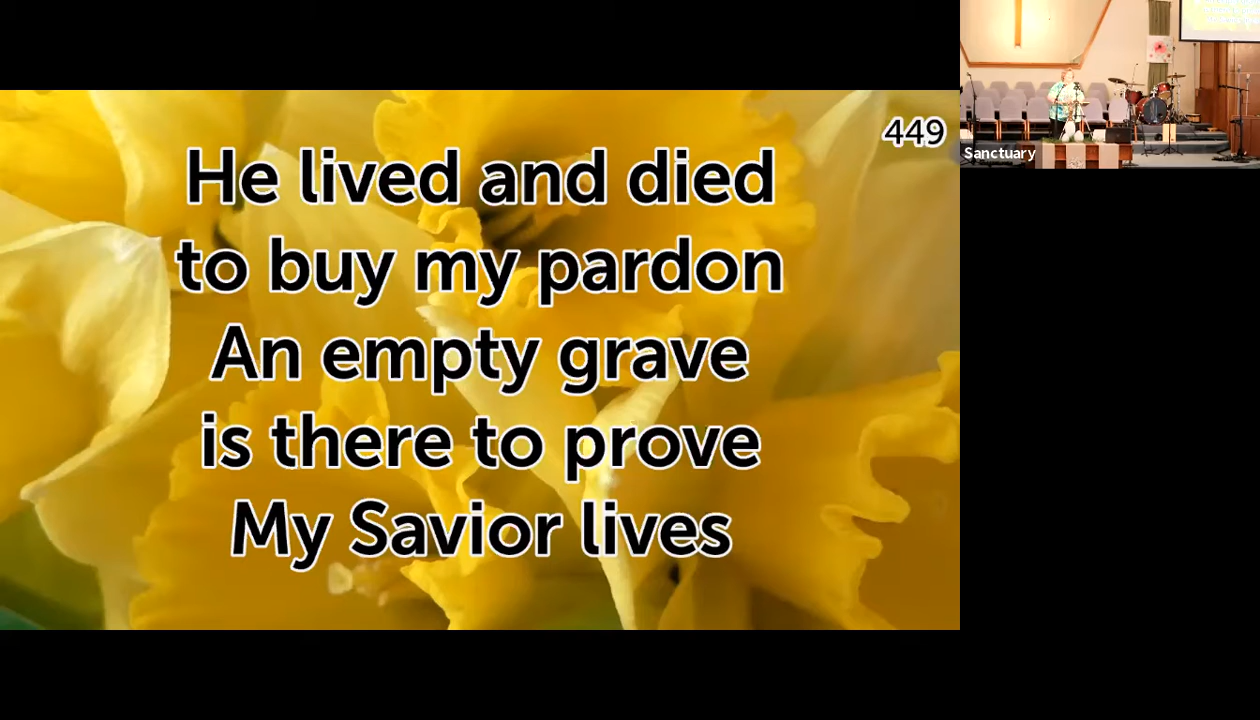 449
He lived and died
to buy my pardon
An empty grave
is there to prove
My Savior lives
Sanctuary